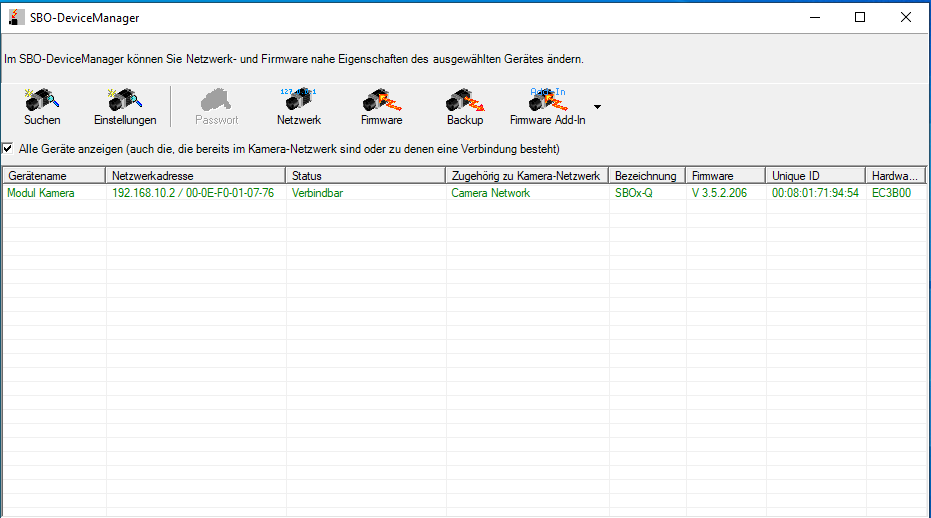 SBO-DeviceManager
Im SBO-DeviceManager können Sie Netzwerk- und Firmware nahe Eigenschaften des ausgewählten Gerätes ändern.
Suchen Einstellungen Passwort Netzwerk Firmware Backup Add-In Firmware Add-In
Alle Geräte anzeigen (auch die, die bereits im Kamera-Netzwerk sind oder zu denen eine Verbindung besteht)
Gerätename Netzwerkadresse Status Zugehörig zu Kamera-Netzwerk Bezeichnung Firmware Unique ID Hardwa...
Modul Kamera 192.168.10.2 / 00-0E-F0-01-07-76 Verbindbar Camera Network SBOx-Q V 3.5.2.206 00:08:01:71:94:54 EC3B00